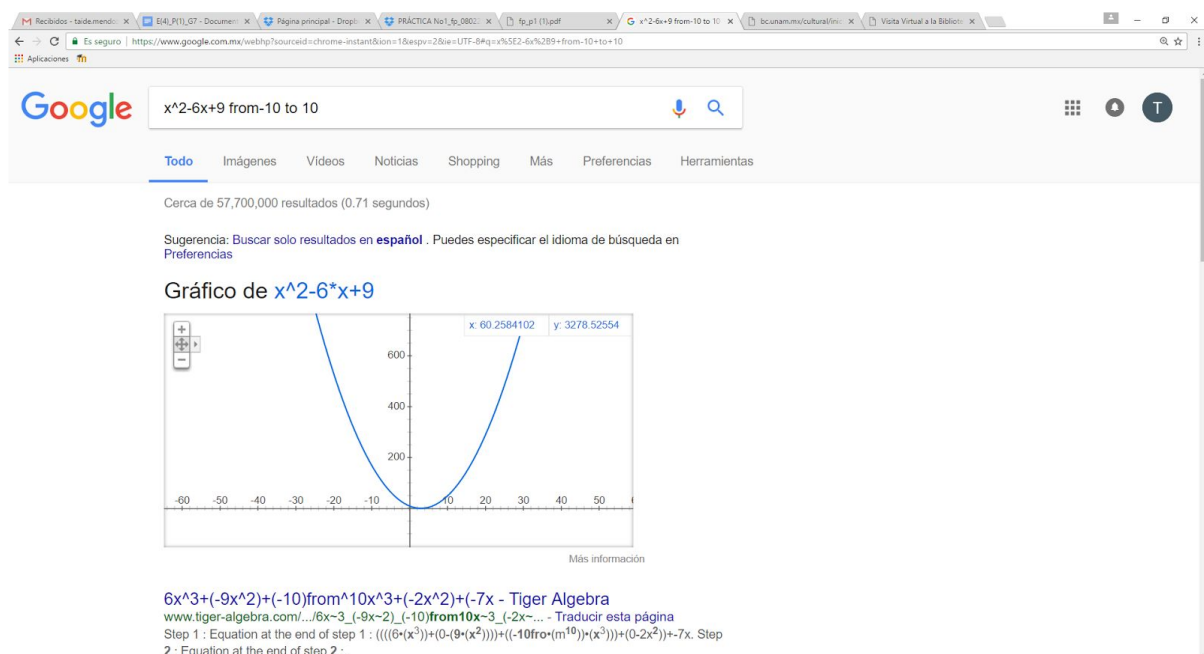 Recibidos - taide.mendoz
E(4)_P(1)_G7 - Document
Página principal - Dropb
PRÁCTICA No1_fp_0802
fp_p1 (1).pdf
x^2-6x+9 from-10 to 10
bc.unam.mx/cultural/inic
Visita Virtual a la Bibliote
Es seguro | https://www.google.com.mx/webhp?sourceid=chrome-instant&ion=1&espv=2&ie=UTF-8#q=x%5E2-6x%2B9+from-10+to+10
Aplicaciones
Google
x^2-6x+9 from-10 to 10
T
Todo Imágenes Vídeos Noticias Shopping Más Preferencias Herramientas
Cerca de 57,700,000 resultados (0.71 segundos)
Sugerencia: Buscar solo resultados en español . Puedes especificar el idioma de búsqueda en
Preferencias
Gráfico de x^2-6*x+9
x: 60.2584102 y: 3278.52554
600
400
200
-60 -50 -40 -30 -20 -10 10 20 30 40 50
Más información
6x^3+(-9x^2)+(-10)from^10x^3+(-2x^2)+(-7x - Tiger Algebra
www.tiger-algebra.com/.../6x~3_(-9x~2)_(-10)from10x~3_(-2x~... - Traducir esta página
Step 1 : Equation at the end of step 1 : ((((6•(x³))+(0-(9•(x²))))+((-10fro•(m¹⁰))•(x³)))+(0-2x²))+-7x. Step
2 : Equation at the end of step 2 :